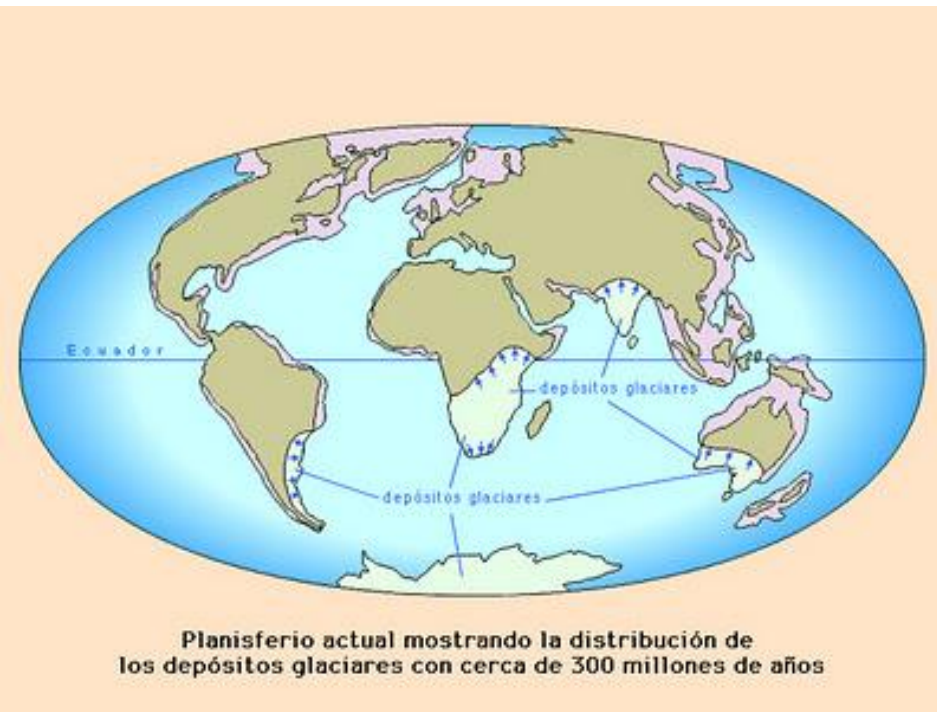 Ecuador
depósitos glaciares
depósitos glaciares
Planisferio actual mostrando la distribución de
los depósitos glaciares con cerca de 300 millones de años